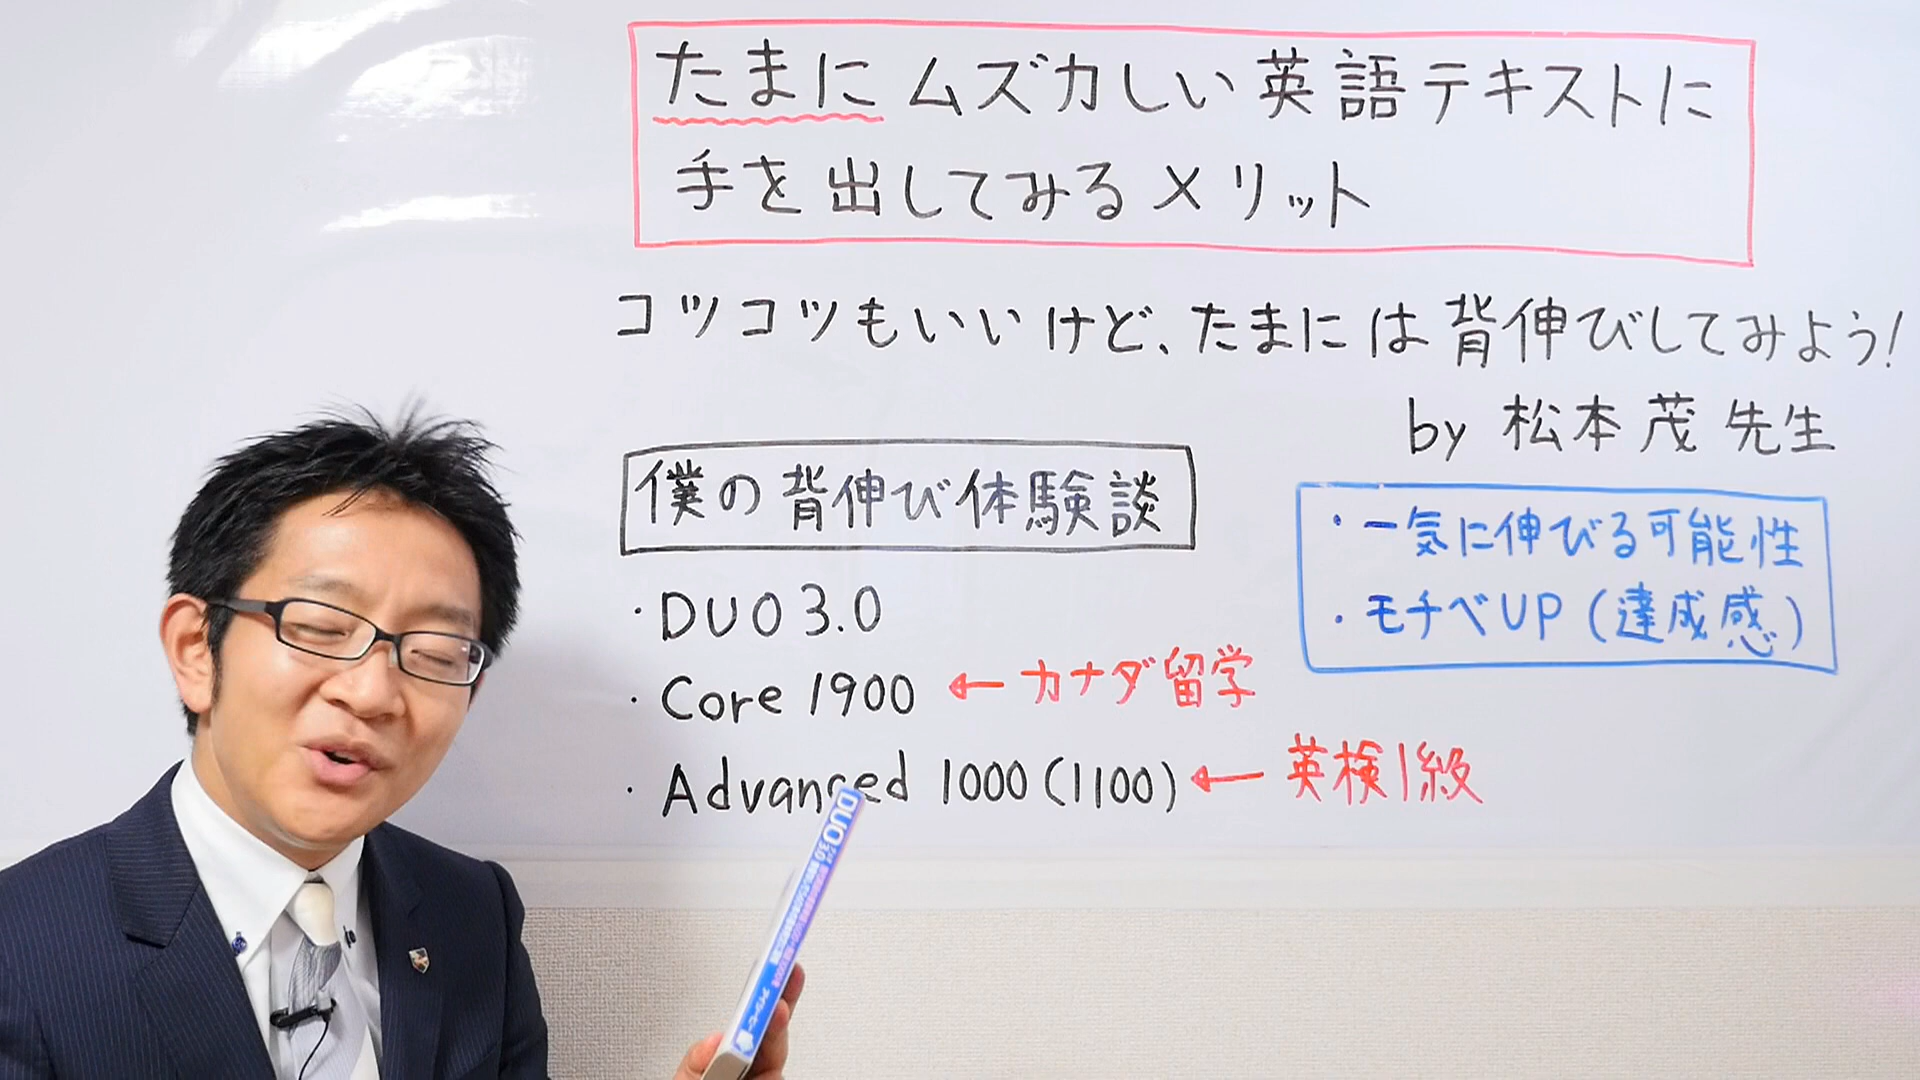 たまにムズカしい英語テキストに
手を出してみるメリット
コツコツもいいけど、たまには背伸びしてみよう!
by 松本茂先生
僕の背伸び体験談
・DUO 3.0
・Core 1900 ← カナダ留学
・Advanced 1000 (1100) ← 英検1級
・一気に伸びる可能性
・モチベUP (達成感)
DUO 3.0